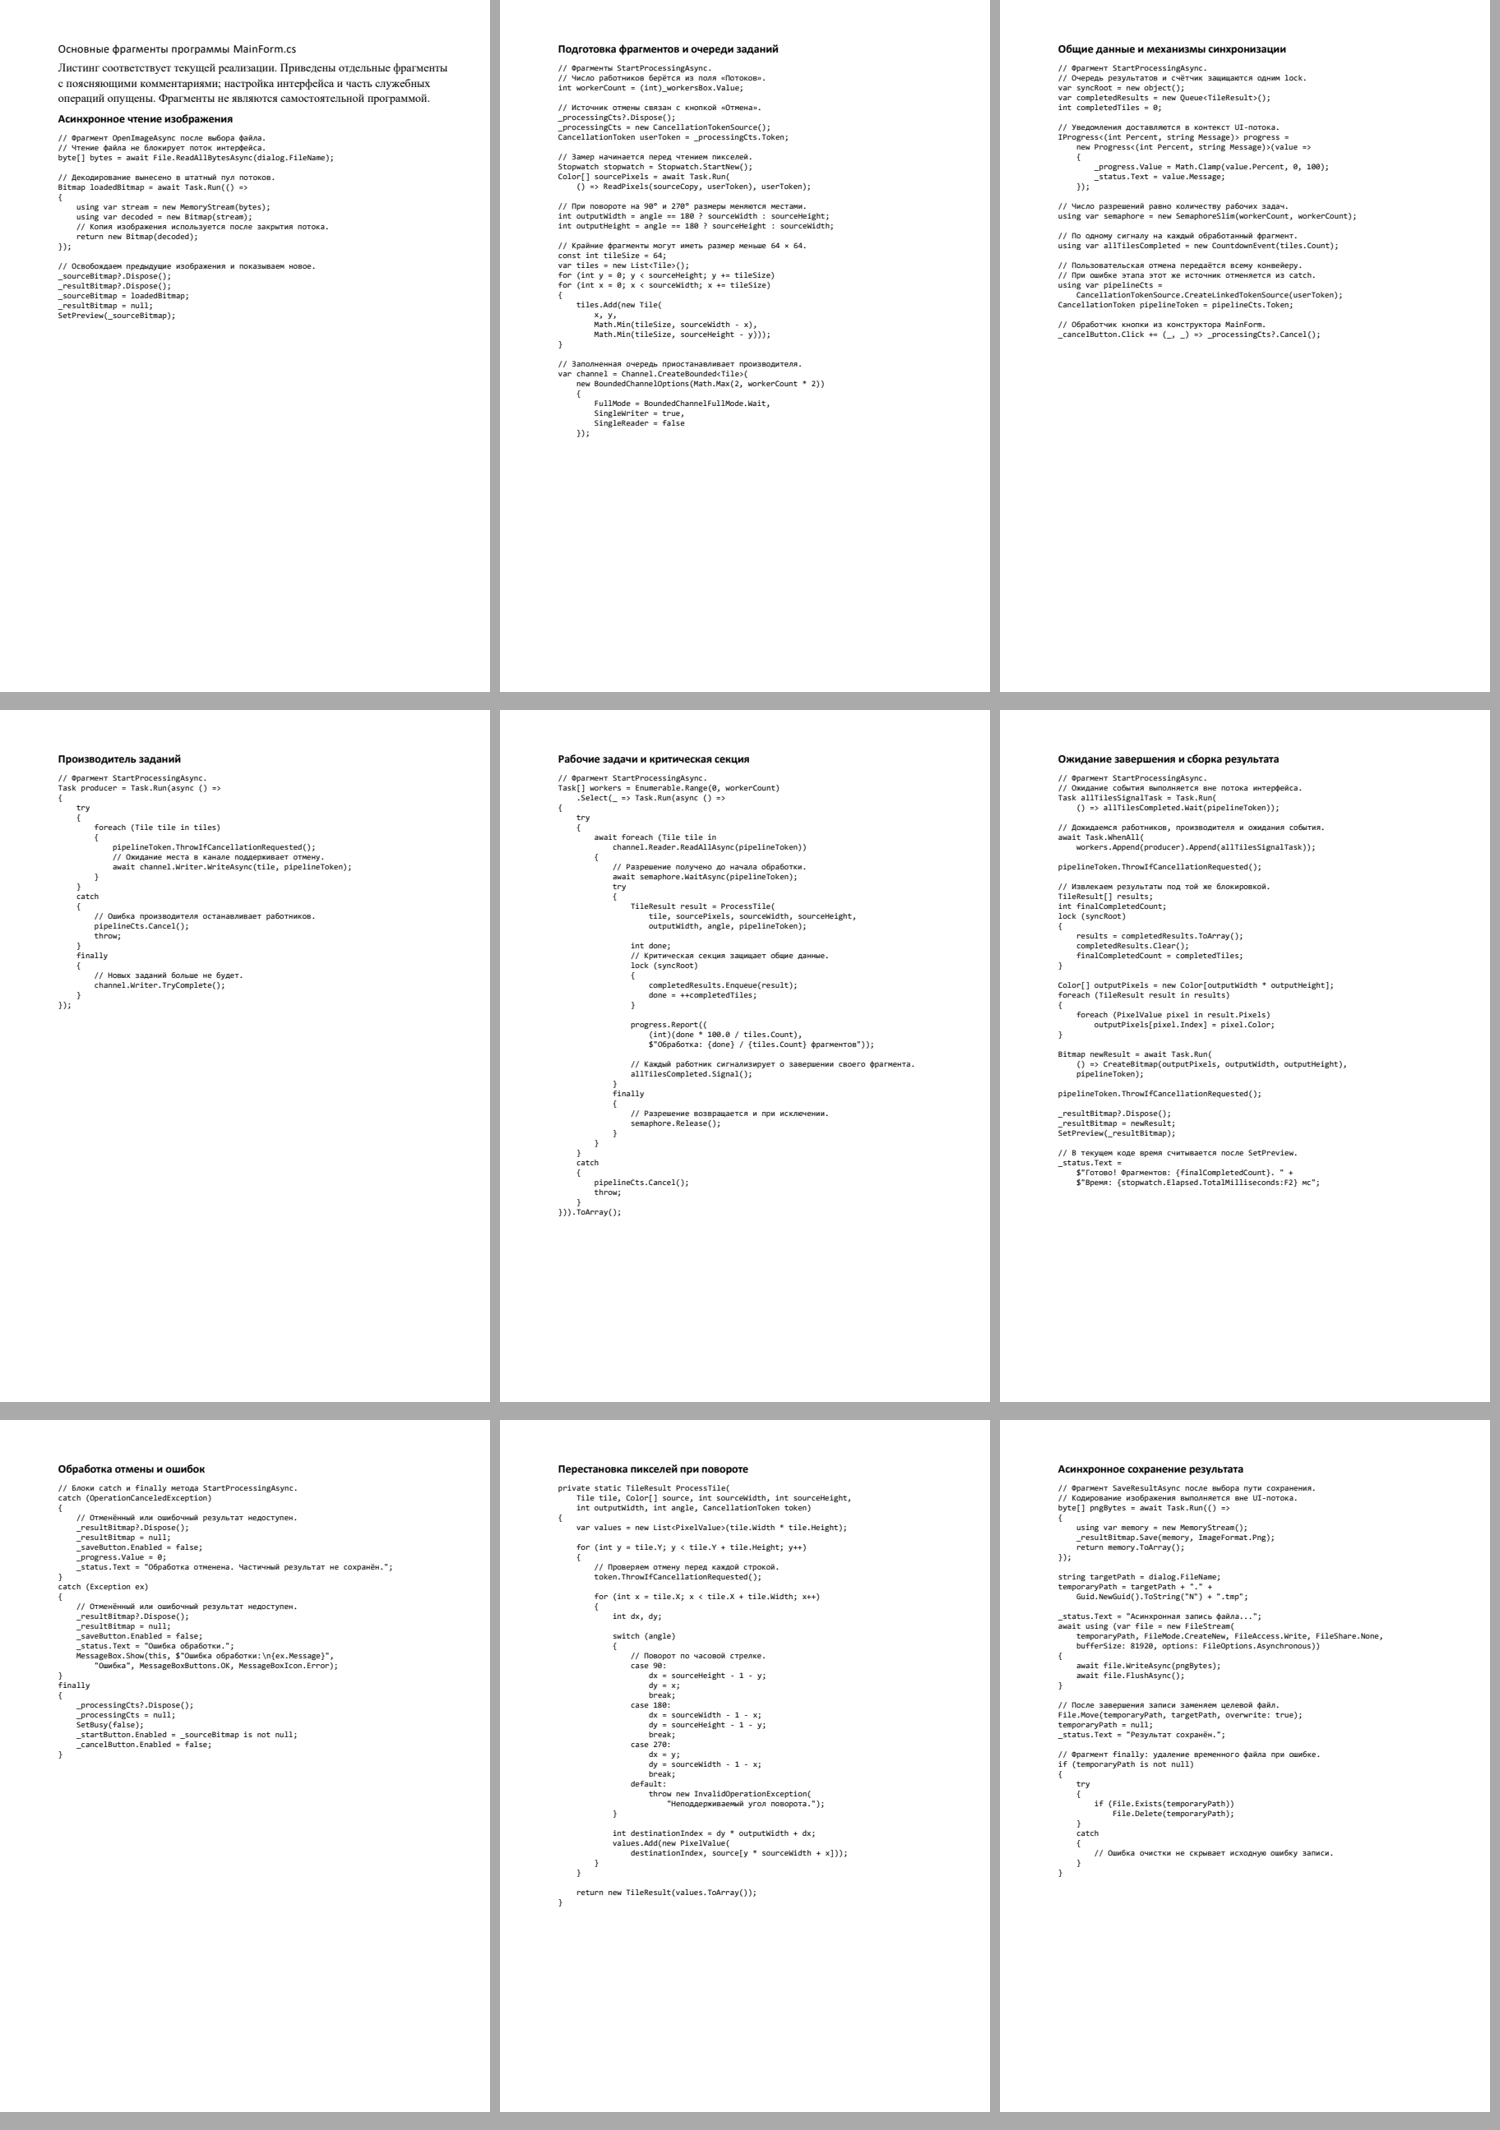 Основные фрагменты программы MainForm.cs
Листинг соответствует текущей реализации. Приведены отдельные фрагменты
с поясняющими комментариями; настройка интерфейса и часть служебных
операций опущены. Фрагменты не являются самостоятельной программой.
Асинхронное чтение изображения
// Фрагмент OpenImageAsync после выбора файла.
// Чтение файла не блокирует поток интерфейса.
byte[] bytes = await File.ReadAllBytesAsync(dialog.FileName);
// Декодирование вынесено в штатный пул потоков.
Bitmap loadedBitmap = await Task.Run(() =>
{
    using var stream = new MemoryStream(bytes);
    using var decoded = new Bitmap(stream);
    // Копия изображения используется после закрытия потока.
    return new Bitmap(decoded);
});
// Освобождаем предыдущие изображения и показываем новое.
_sourceBitmap?.Dispose();
_resultBitmap?.Dispose();
_sourceBitmap = loadedBitmap;
_resultBitmap = null;
SetPreview(_sourceBitmap);
Подготовка фрагментов и очереди заданий
// Фрагменты StartProcessingAsync.
// Число работников берётся из поля «Потоков».
int workerCount = (int)_workersBox.Value;
// Источник отмены связан с кнопкой «Отмена».
_processingCts?.Dispose();
_processingCts = new CancellationTokenSource();
CancellationToken userToken = _processingCts.Token;
// Замер начинается перед чтением пикселей.
Stopwatch stopwatch = Stopwatch.StartNew();
Color[] sourcePixels = await Task.Run(
    () => ReadPixels(sourceCopy, userToken), userToken);
// При повороте на 90° и 270° размеры меняются местами.
int outputWidth = angle == 180 ? sourceWidth : sourceHeight;
int outputHeight = angle == 180 ? sourceHeight : sourceWidth;
// Крайние фрагменты могут иметь размер меньше 64 × 64.
const int tileSize = 64;
var tiles = new List<Tile>();
for (int y = 0; y < sourceHeight; y += tileSize)
for (int x = 0; x < sourceWidth; x += tileSize)
{
    tiles.Add(new Tile(
        x, y,
        Math.Min(tileSize, sourceWidth - x),
        Math.Min(tileSize, sourceHeight - y)));
}
// Заполненная очередь приостанавливает производителя.
var channel = Channel.CreateBounded<Tile>(
    new BoundedChannelOptions(Math.Max(2, workerCount * 2))
    {
        FullMode = BoundedChannelFullMode.Wait,
        SingleWriter = true,
        SingleReader = false
    });
Общие данные и механизмы синхронизации
// Фрагмент StartProcessingAsync.
// Очередь результатов и счётчик защищаются одним lock.
var syncRoot = new object();
var completedResults = new Queue<TileResult>();
int completedTiles = 0;
// Уведомления доставляются в контекст UI-потока.
IProgress<(int Percent, string Message)> progress =
    new Progress<(int Percent, string Message)>(value =>
    {
        _progress.Value = Math.Clamp(value.Percent, 0, 100);
        _status.Text = value.Message;
    });
// Число разрешений равно количеству рабочих задач.
using var semaphore = new SemaphoreSlim(workerCount, workerCount);
// По одному сигналу на каждый обработанный фрагмент.
using var allTilesCompleted = new CountdownEvent(tiles.Count);
// Пользовательская отмена передаётся всему конвейеру.
// При ошибке этапа этот же источник отменяется из catch.
using var pipelineCts =
    CancellationTokenSource.CreateLinkedTokenSource(userToken);
CancellationToken pipelineToken = pipelineCts.Token;
// Обработчик кнопки из конструктора MainForm.
_cancelButton.Click += (_, _) => _processingCts?.Cancel();
Производитель заданий
// Фрагмент StartProcessingAsync.
Task producer = Task.Run(async () =>
{
    try
    {
        foreach (Tile tile in tiles)
        {
            pipelineToken.ThrowIfCancellationRequested();
            // Ожидание места в канале поддерживает отмену.
            await channel.Writer.WriteAsync(tile, pipelineToken);
        }
    }
    catch
    {
        // Ошибка производителя останавливает работников.
        pipelineCts.Cancel();
        throw;
    }
    finally
    {
        // Новых заданий больше не будет.
        channel.Writer.TryComplete();
    }
});
Рабочие задачи и критическая секция
// Фрагмент StartProcessingAsync.
Task[] workers = Enumerable.Range(0, workerCount)
    .Select(_ => Task.Run(async () =>
{
    try
    {
        await foreach (Tile tile in
            channel.Reader.ReadAllAsync(pipelineToken))
        {
            // Разрешение получено до начала обработки.
            await semaphore.WaitAsync(pipelineToken);
            try
            {
                TileResult result = ProcessTile(
                    tile, sourcePixels, sourceWidth, sourceHeight,
                    outputWidth, angle, pipelineToken);
                int done;
                // Критическая секция защищает общие данные.
                lock (syncRoot)
                {
                    completedResults.Enqueue(result);
                    done = ++completedTiles;
                }
                progress.Report((
                    (int)(done * 100.0 / tiles.Count),
                    $"Обработка: {done} / {tiles.Count} фрагментов"));
                // Каждый работник сигнализирует о завершении своего фрагмента.
                allTilesCompleted.Signal();
            }
            finally
            {
                // Разрешение возвращается и при исключении.
                semaphore.Release();
            }
        }
    }
    catch
    {
        pipelineCts.Cancel();
        throw;
    }
})).ToArray();
Ожидание завершения и сборка результата
// Фрагмент StartProcessingAsync.
// Ожидание события выполняется вне потока интерфейса.
Task allTilesSignalTask = Task.Run(
    () => allTilesCompleted.Wait(pipelineToken));
// Дожидаемся работников, производителя и ожидания события.
await Task.WhenAll(
    workers.Append(producer).Append(allTilesSignalTask));
pipelineToken.ThrowIfCancellationRequested();
// Извлекаем результаты под той же блокировкой.
TileResult[] results;
int finalCompletedCount;
lock (syncRoot)
{
    results = completedResults.ToArray();
    completedResults.Clear();
    finalCompletedCount = completedTiles;
}
Color[] outputPixels = new Color[outputWidth * outputHeight];
foreach (TileResult result in results)
{
    foreach (PixelValue pixel in result.Pixels)
        outputPixels[pixel.Index] = pixel.Color;
}
Bitmap newResult = await Task.Run(
    () => CreateBitmap(outputPixels, outputWidth, outputHeight),
    pipelineToken);
pipelineToken.ThrowIfCancellationRequested();
_resultBitmap?.Dispose();
_resultBitmap = newResult;
SetPreview(_resultBitmap);
// В текущем коде время считывается после SetPreview.
_status.Text =
    $"Готово! Фрагментов: {finalCompletedCount}. " +
    $"Время: {stopwatch.Elapsed.TotalMilliseconds:F2} мс";
Обработка отмены и ошибок
// Блоки catch и finally метода StartProcessingAsync.
catch (OperationCanceledException)
{
    // Отменённый или ошибочный результат недоступен.
    _resultBitmap?.Dispose();
    _resultBitmap = null;
    _saveButton.Enabled = false;
    _progress.Value = 0;
    _status.Text = "Обработка отменена. Частичный результат не сохранён.";
}
catch (Exception ex)
{
    // Отменённый или ошибочный результат недоступен.
    _resultBitmap?.Dispose();
    _resultBitmap = null;
    _saveButton.Enabled = false;
    _status.Text = "Ошибка обработки.";
    MessageBox.Show(this, $"Ошибка обработки:\n{ex.Message}",
        "Ошибка", MessageBoxButtons.OK, MessageBoxIcon.Error);
}
finally
{
    _processingCts?.Dispose();
    _processingCts = null;
    SetBusy(false);
    _startButton.Enabled = _sourceBitmap is not null;
    _cancelButton.Enabled = false;
}
Перестановка пикселей при повороте
private static TileResult ProcessTile(
    Tile tile, Color[] source, int sourceWidth, int sourceHeight,
    int outputWidth, int angle, CancellationToken token)
{
    var values = new List<PixelValue>(tile.Width * tile.Height);
    for (int y = tile.Y; y < tile.Y + tile.Height; y++)
    {
        // Проверяем отмену перед каждой строкой.
        token.ThrowIfCancellationRequested();
        for (int x = tile.X; x < tile.X + tile.Width; x++)
        {
            int dx, dy;
            switch (angle)
            {
                // Поворот по часовой стрелке.
                case 90:
                    dx = sourceHeight - 1 - y;
                    dy = x;
                    break;
                case 180:
                    dx = sourceWidth - 1 - x;
                    dy = sourceHeight - 1 - y;
                    break;
                case 270:
                    dx = y;
                    dy = sourceWidth - 1 - x;
                    break;
                default:
                    throw new InvalidOperationException(
                        "Неподдерживаемый угол поворота.");
            }
            int destinationIndex = dy * outputWidth + dx;
            values.Add(new PixelValue(
                destinationIndex, source[y * sourceWidth + x]));
        }
    }
    return new TileResult(values.ToArray());
}
Асинхронное сохранение результата
// Фрагмент SaveResultAsync после выбора пути сохранения.
// Кодирование изображения выполняется вне UI-потока.
byte[] pngBytes = await Task.Run(() =>
{
    using var memory = new MemoryStream();
    _resultBitmap.Save(memory, ImageFormat.Png);
    return memory.ToArray();
});
string targetPath = dialog.FileName;
temporaryPath = targetPath + "." +
    Guid.NewGuid().ToString("N") + ".tmp";
_status.Text = "Асинхронная запись файла...";
await using (var file = new FileStream(
    temporaryPath, FileMode.CreateNew, FileAccess.Write, FileShare.None,
    bufferSize: 81920, options: FileOptions.Asynchronous))
{
    await file.WriteAsync(pngBytes);
    await file.FlushAsync();
}
// После завершения записи заменяем целевой файл.
File.Move(temporaryPath, targetPath, overwrite: true);
temporaryPath = null;
_status.Text = "Результат сохранён.";
// Фрагмент finally: удаление временного файла при ошибке.
if (temporaryPath is not null)
{
    try
    {
        if (File.Exists(temporaryPath))
            File.Delete(temporaryPath);
    }
    catch
    {
        // Ошибка очистки не скрывает исходную ошибку записи.
    }
}